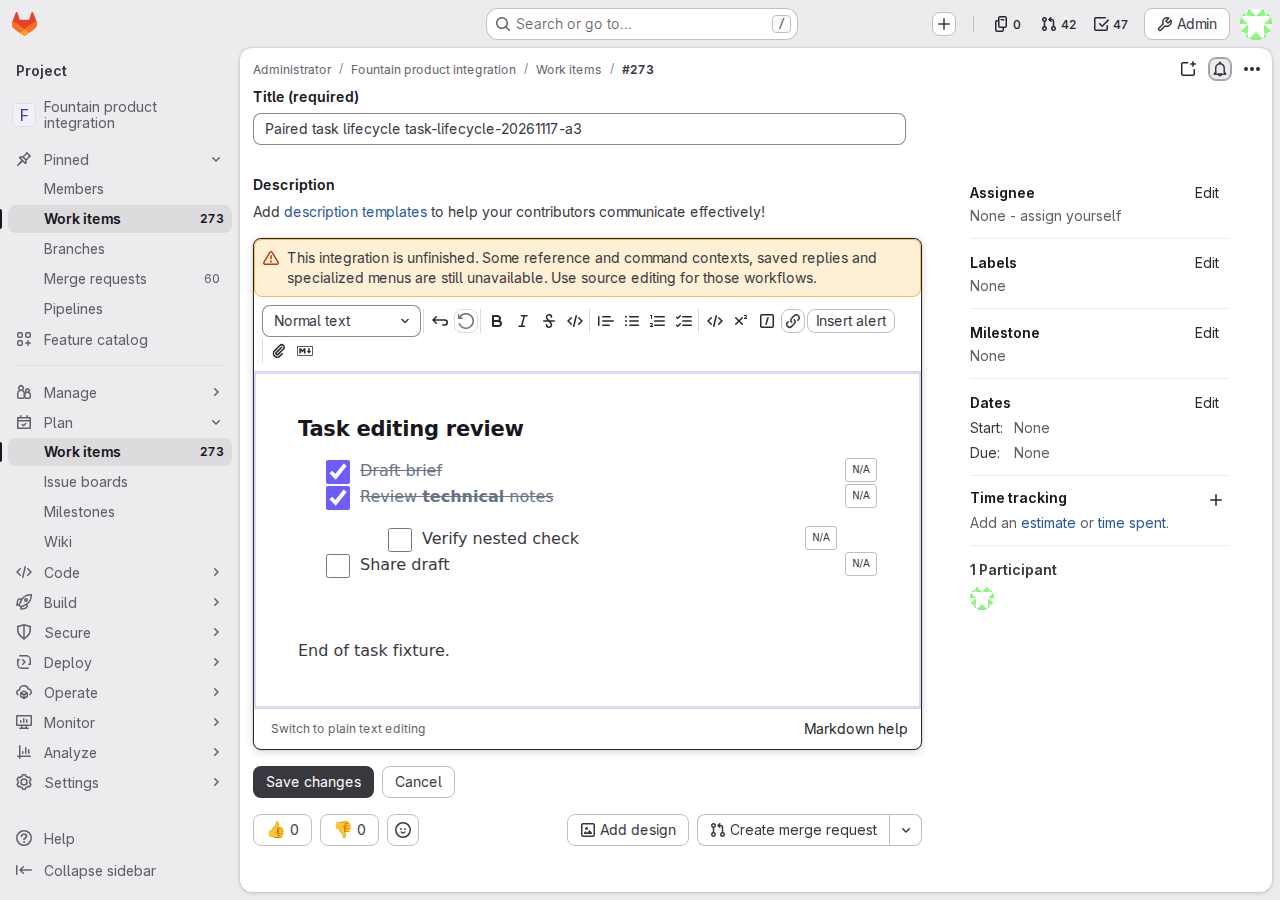 Search or go to...
/
0
42
47
Admin
Project
F
Fountain product integration
Pinned
Members
Work items 273
Branches
Merge requests 60
Pipelines
Feature catalog
Manage
Plan
Work items 273
Issue boards
Milestones
Wiki
Code
Build
Secure
Deploy
Operate
Monitor
Analyze
Settings
Help
Collapse sidebar
Administrator / Fountain product integration / Work items / #273
Title (required)
Paired task lifecycle task-lifecycle-20261117-a3
Description
Add description templates to help your contributors communicate effectively!
This integration is unfinished. Some reference and command contexts, saved replies and
specialized menus are still unavailable. Use source editing for those workflows.
Normal text
Insert alert
Task editing review
Draft brief N/A
Review technical notes N/A
Verify nested check N/A
Share draft N/A
End of task fixture.
Switch to plain text editing
Markdown help
Save changes
Cancel
👍 0
👎 0
Add design
Create merge request
Assignee Edit
None - assign yourself
Labels Edit
None
Milestone Edit
None
Dates Edit
Start: None
Due: None
Time tracking
Add an estimate or time spent.
1 Participant